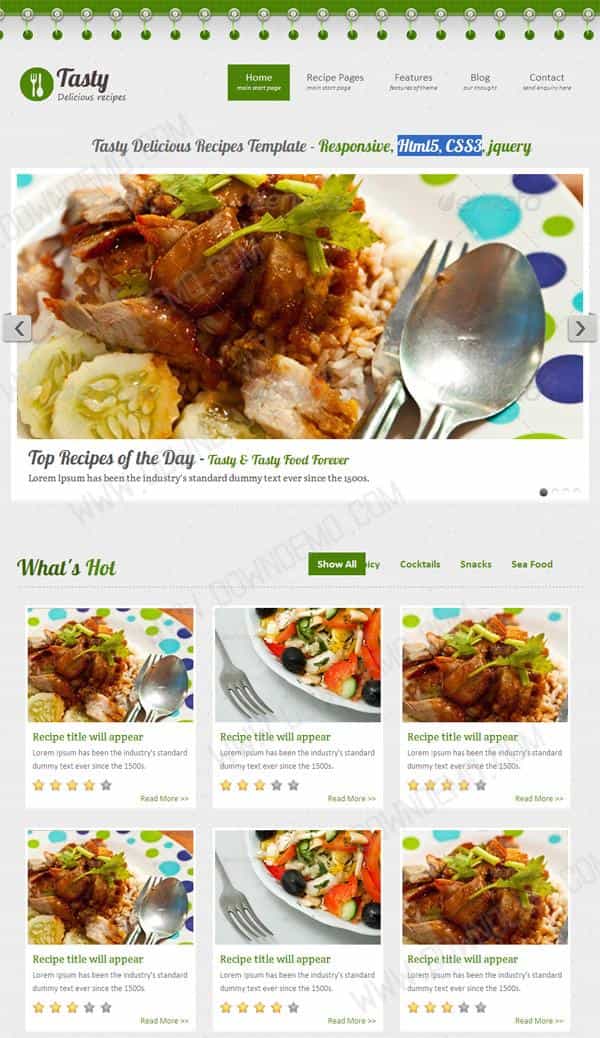 Tasty
Delicious recipes
Home
main start page
Recipe Pages
main start page
Features
features of theme
Blog
our thought
Contact
send enquiry here
Tasty Delicious Recipes Template - Responsive, Html5, CSS3, jquery
Top Recipes of the Day - Tasty & Tasty Food Forever
Lorem Ipsum has been the industry's standard dummy text ever since the 1500s.
What's Hot
Show All
icy
Cocktails
Snacks
Sea Food
Recipe title will appear
Lorem Ipsum has been the industry's standard
dummy text ever since the 1500s.
Read More >>
Recipe title will appear
Lorem Ipsum has been the industry's standard
dummy text ever since the 1500s.
Read More >>
Recipe title will appear
Lorem Ipsum has been the industry's standard
dummy text ever since the 1500s.
Read More >>
Recipe title will appear
Lorem Ipsum has been the industry's standard
dummy text ever since the 1500s.
Read More >>
Recipe title will appear
Lorem Ipsum has been the industry's standard
dummy text ever since the 1500s.
Read More >>
Recipe title will appear
Lorem Ipsum has been the industry's standard
dummy text ever since the 1500s.
Read More >>
WWW.DOWNDEMO.COM